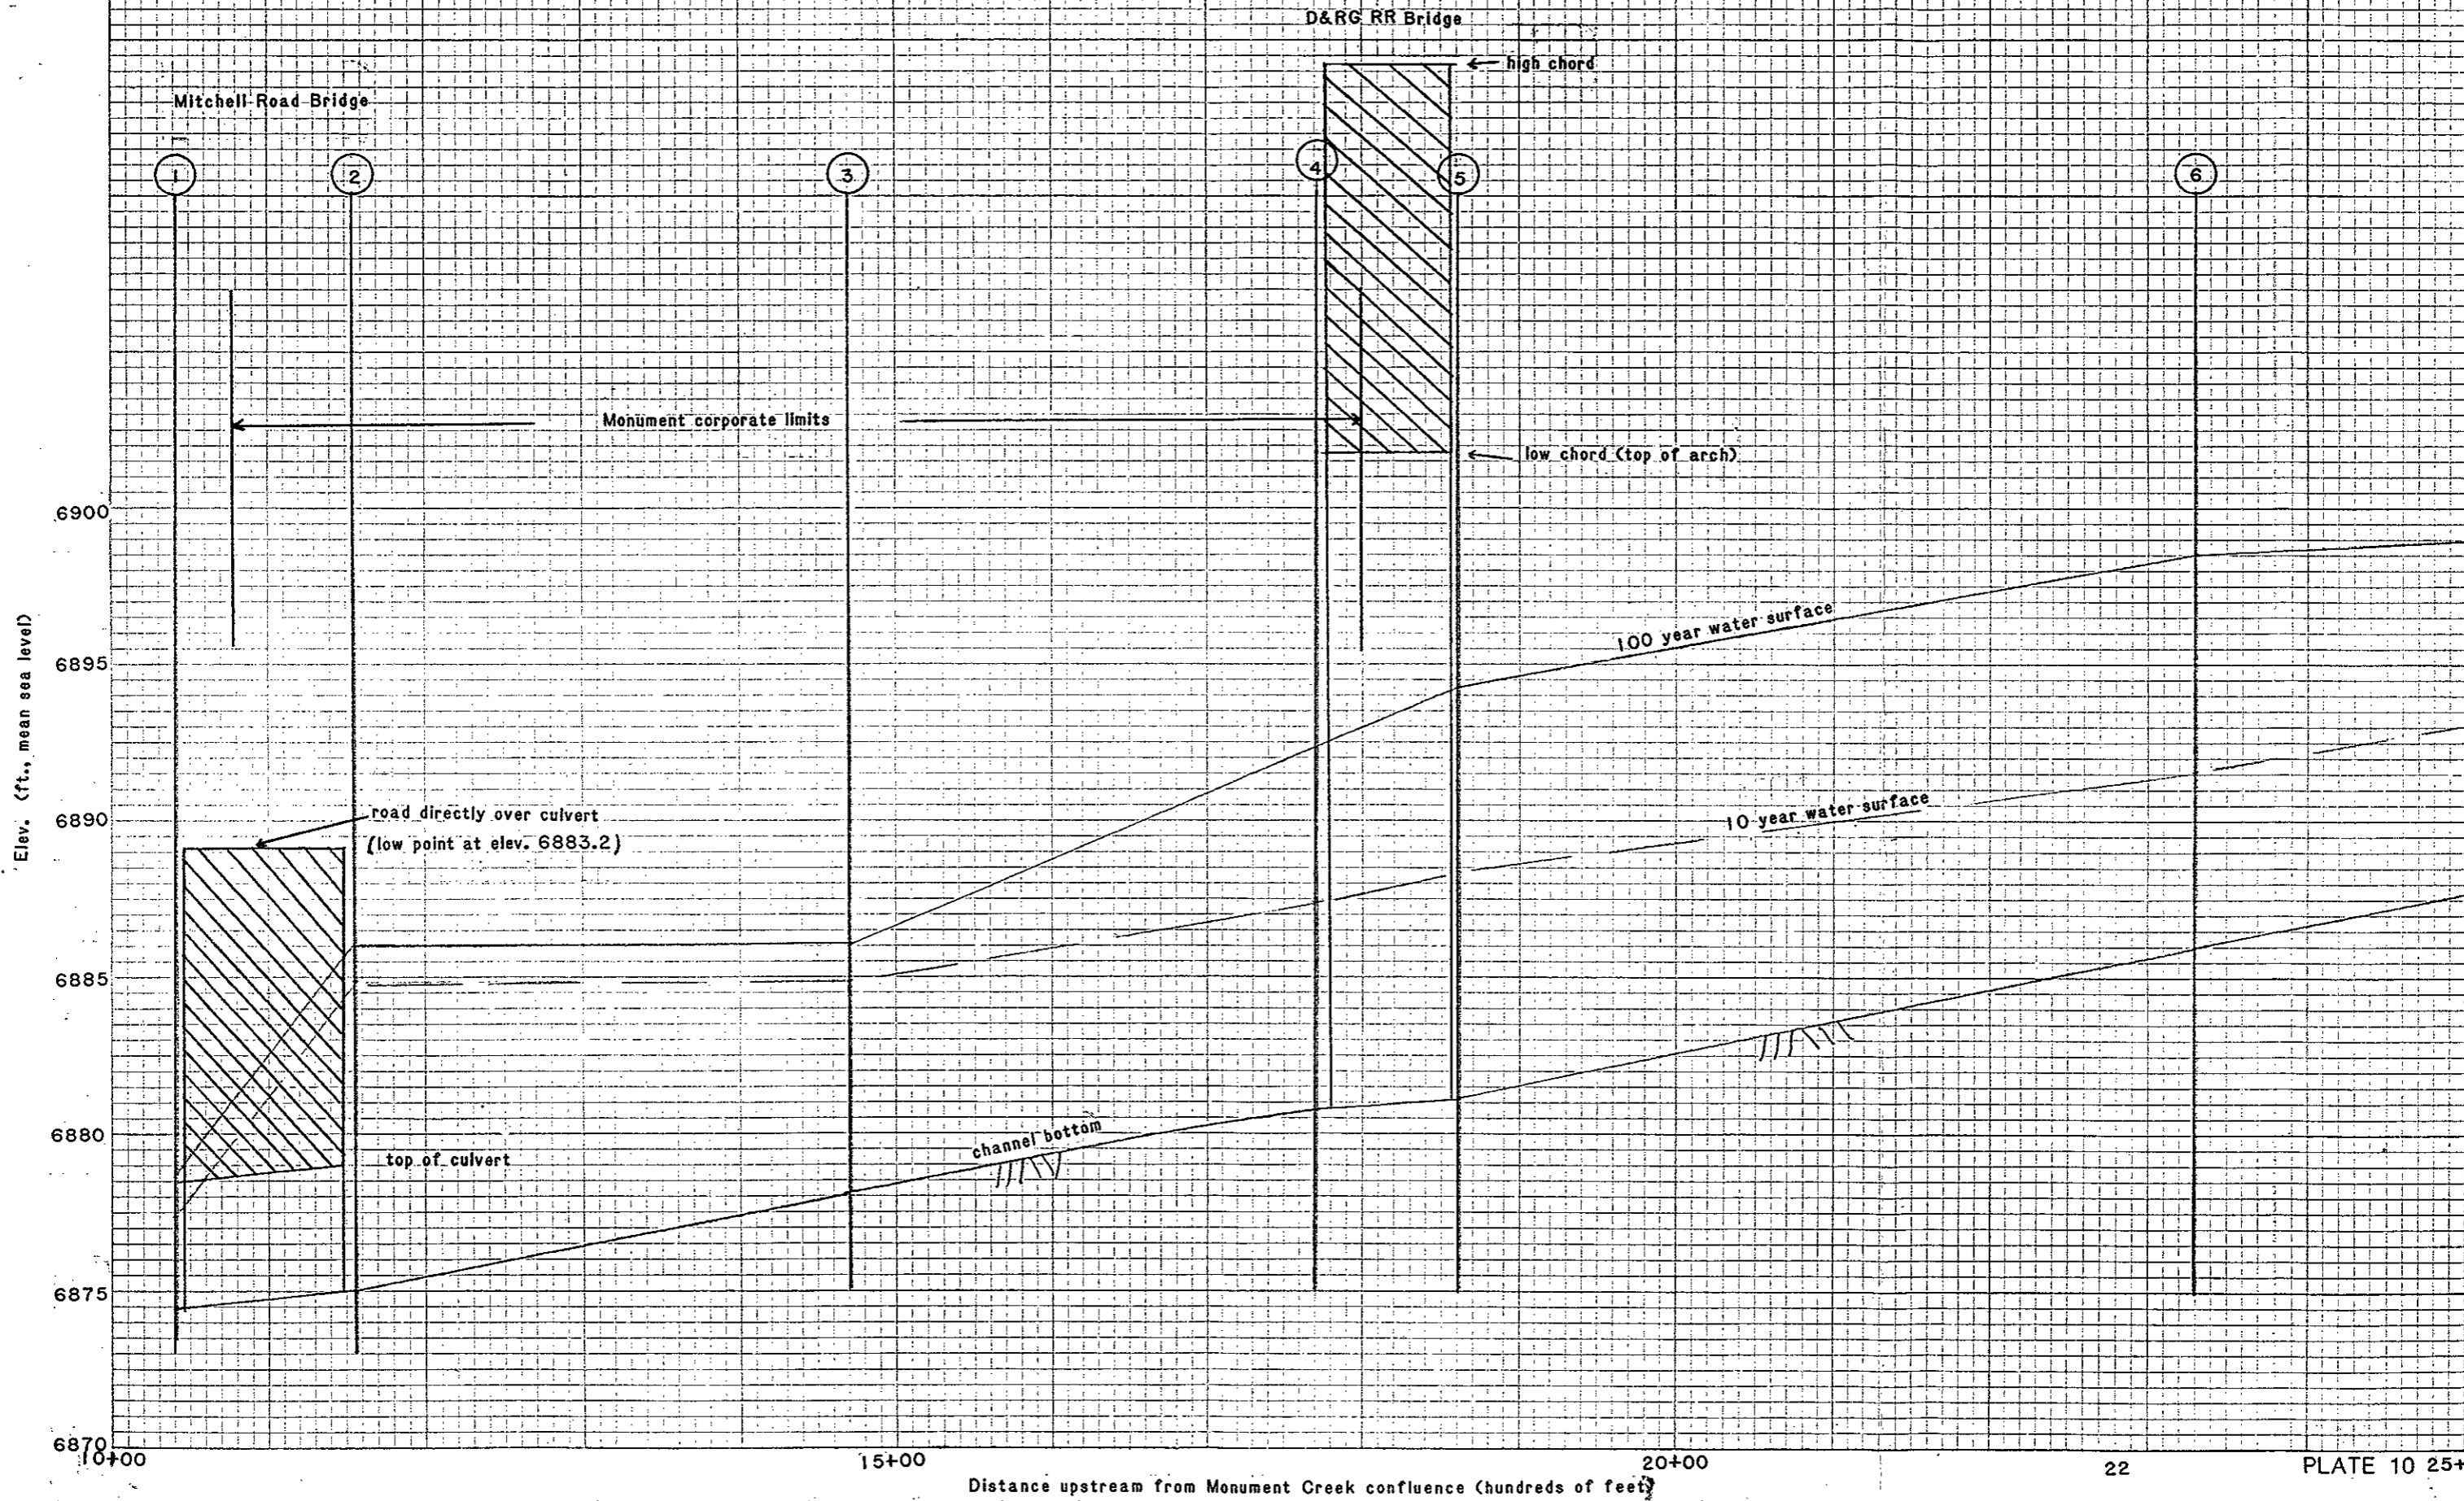 D&RG RR Bridge
← high chord
Mitchell Road Bridge
1
2
3
4
5
6
Monument corporate limits
low chord (top of arch)
6900
6895
6890
6885
6880
6875
6870
Elev. (ft., mean sea level)
100 year water surface
10 year water surface
road directly over culvert
(low point at elev. 6883.2)
top of culvert
channel bottom
10+00
15+00
20+00
25+
Distance upstream from Monument Creek confluence (hundreds of feet)
22
PLATE 10